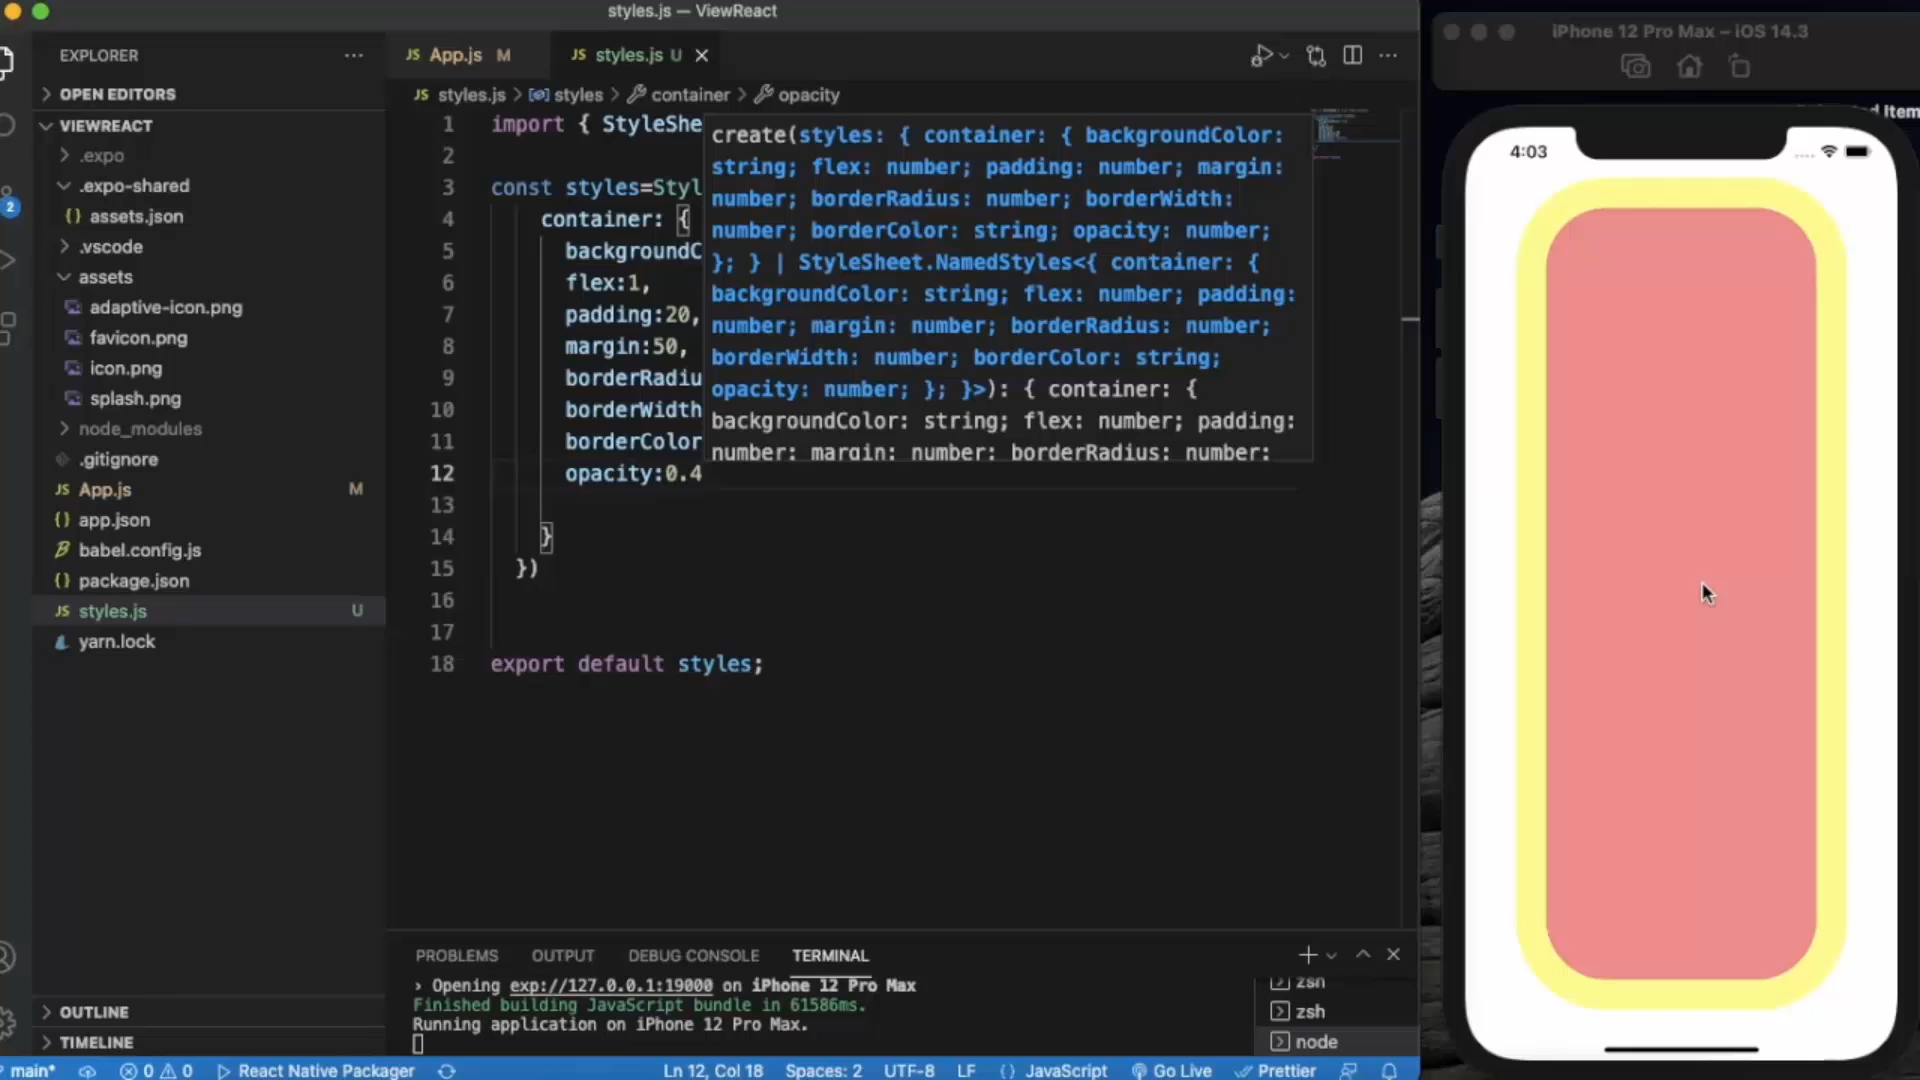 styles.js — ViewReact
EXPLORER
OPEN EDITORS
VIEWREACT
.expo
.expo-shared
assets.json
.vscode
assets
adaptive-icon.png
favicon.png
icon.png
splash.png
node_modules
.gitignore
JS App.js M
{} app.json
babel.config.js
{} package.json
JS styles.js U
yarn.lock
OUTLINE
TIMELINE
2
JS App.js M
JS styles.js U
JS styles.js > styles > container > opacity
1 import { StyleShe
2
3 const styles=Styl
4 container: {
5 backgroundC
6 flex:1,
7 padding:20,
8 margin:50,
9 borderRadiu
10 borderWidth
11 borderColor
12 opacity:0.4
13
14 }
15 })
16
17
18 export default styles;
create(styles: { container: { backgroundColor:
string; flex: number; padding: number; margin:
number; borderRadius: number; borderWidth:
number; borderColor: string; opacity: number;
}; } | StyleSheet.NamedStyles<{ container: {
backgroundColor: string; flex: number; padding:
number; margin: number; borderRadius: number;
borderWidth: number; borderColor: string;
opacity: number; }; }>): { container: {
backgroundColor: string; flex: number; padding:
number; margin: number; borderRadius: number;
PROBLEMS OUTPUT DEBUG CONSOLE TERMINAL
› Opening exp://127.0.0.1:19000 on iPhone 12 Pro Max
Finished building JavaScript bundle in 61586ms.
Running application on iPhone 12 Pro Max.
zsh
zsh
node
main* 0 0 React Native Packager Ln 12, Col 18 Spaces: 2 UTF-8 LF {} JavaScript Go Live Prettier
iPhone 12 Pro Max – iOS 14.3
Item
4:03